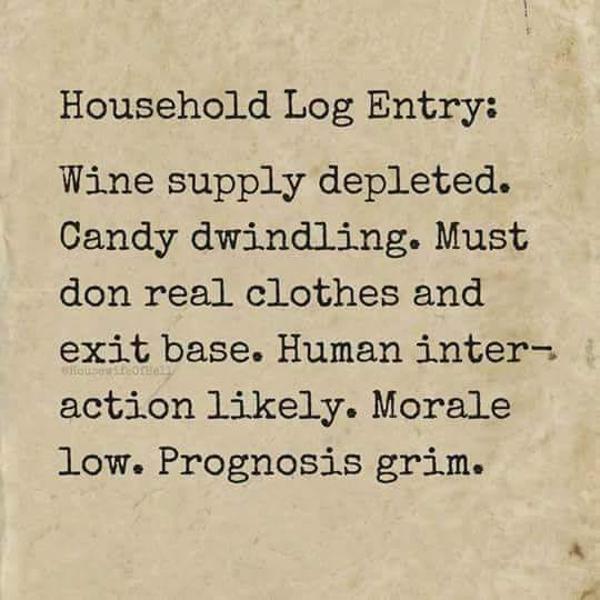 Household Log Entry:
Wine supply depleted.
Candy dwindling. Must
don real clothes and
exit base. Human inter-
@HousewifeOfHell
action likely. Morale
low. Prognosis grim.